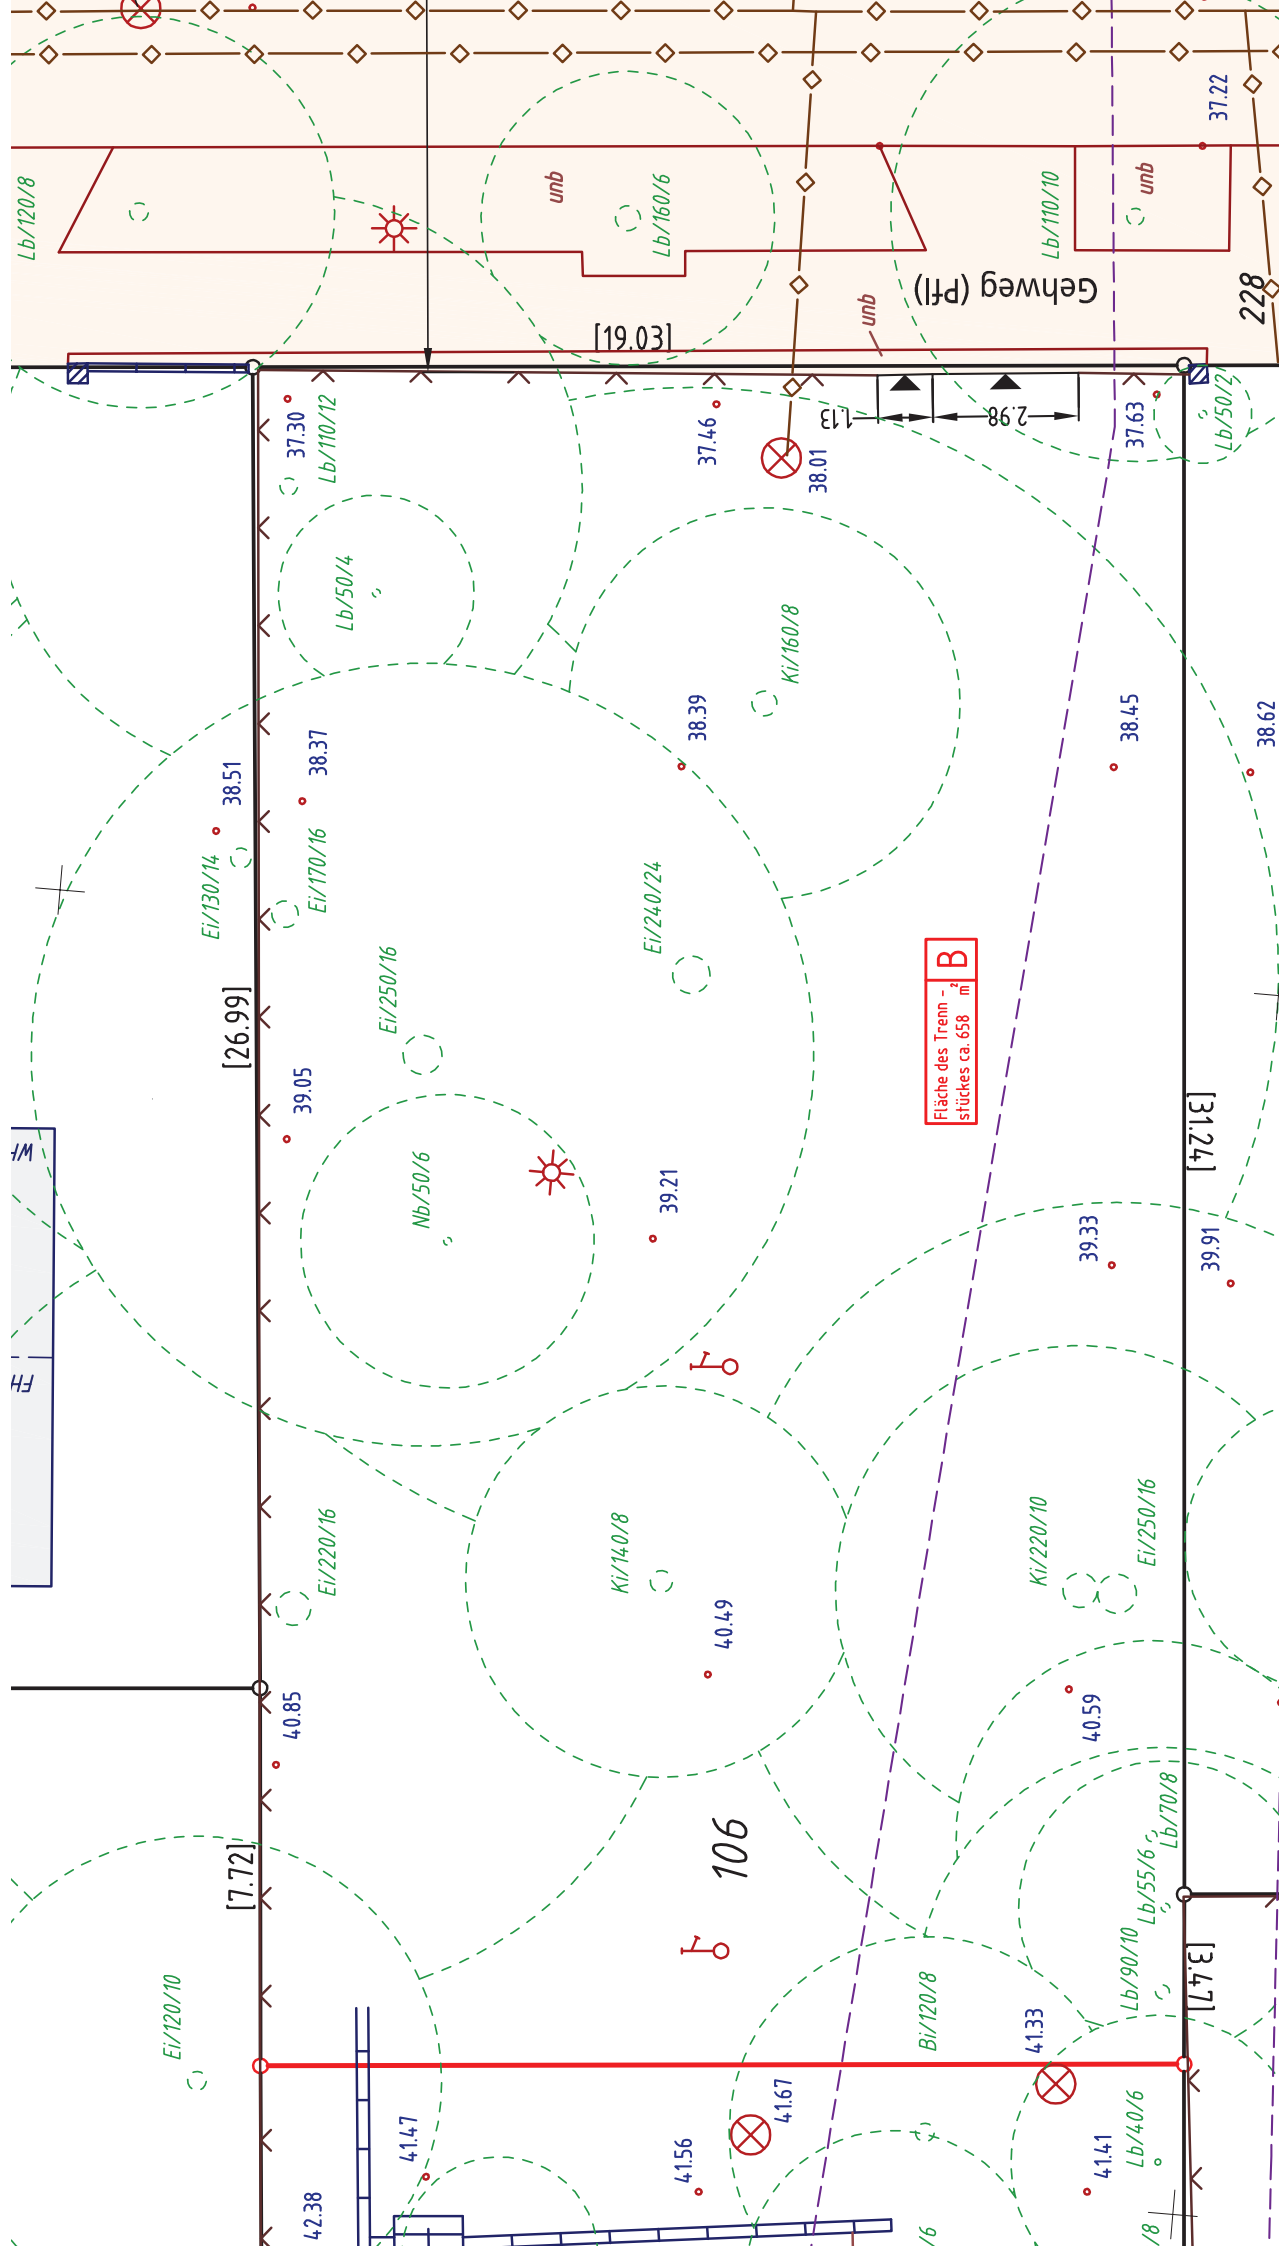 37.22
Lb/120/8
qun
Lb/160/6
Lb/110/10
qun
Gehweg (Pfl)
228
qun
[19.03]
37.30
Lb/110/12
37.46
38.01
1.13
2.98
37.63
Lb/50/2
Lb/50/4
Ki/160/8
38.51
38.37
38.39
38.45
38.62
Ei/130/14
Ei/170/16
Ei/240/24
Ei/250/16
[26.99]
Fläche des Trenn -
stückes ca. 658 m²
B
39.05
[31.24]
WH
Nb/50/6
39.21
39.33
39.91
FH
Ei/220/16
Ki/140/8
Ki/220/10
Ei/250/16
40.49
40.85
40.59
106
[7.72]
Lb/70/8
Lb/55/6
Lb/90/10
[3.47]
Ei/120/10
Bi/120/8
41.33
41.67
41.47
41.56
41.41
Lb/40/6
42.38
/6
/8